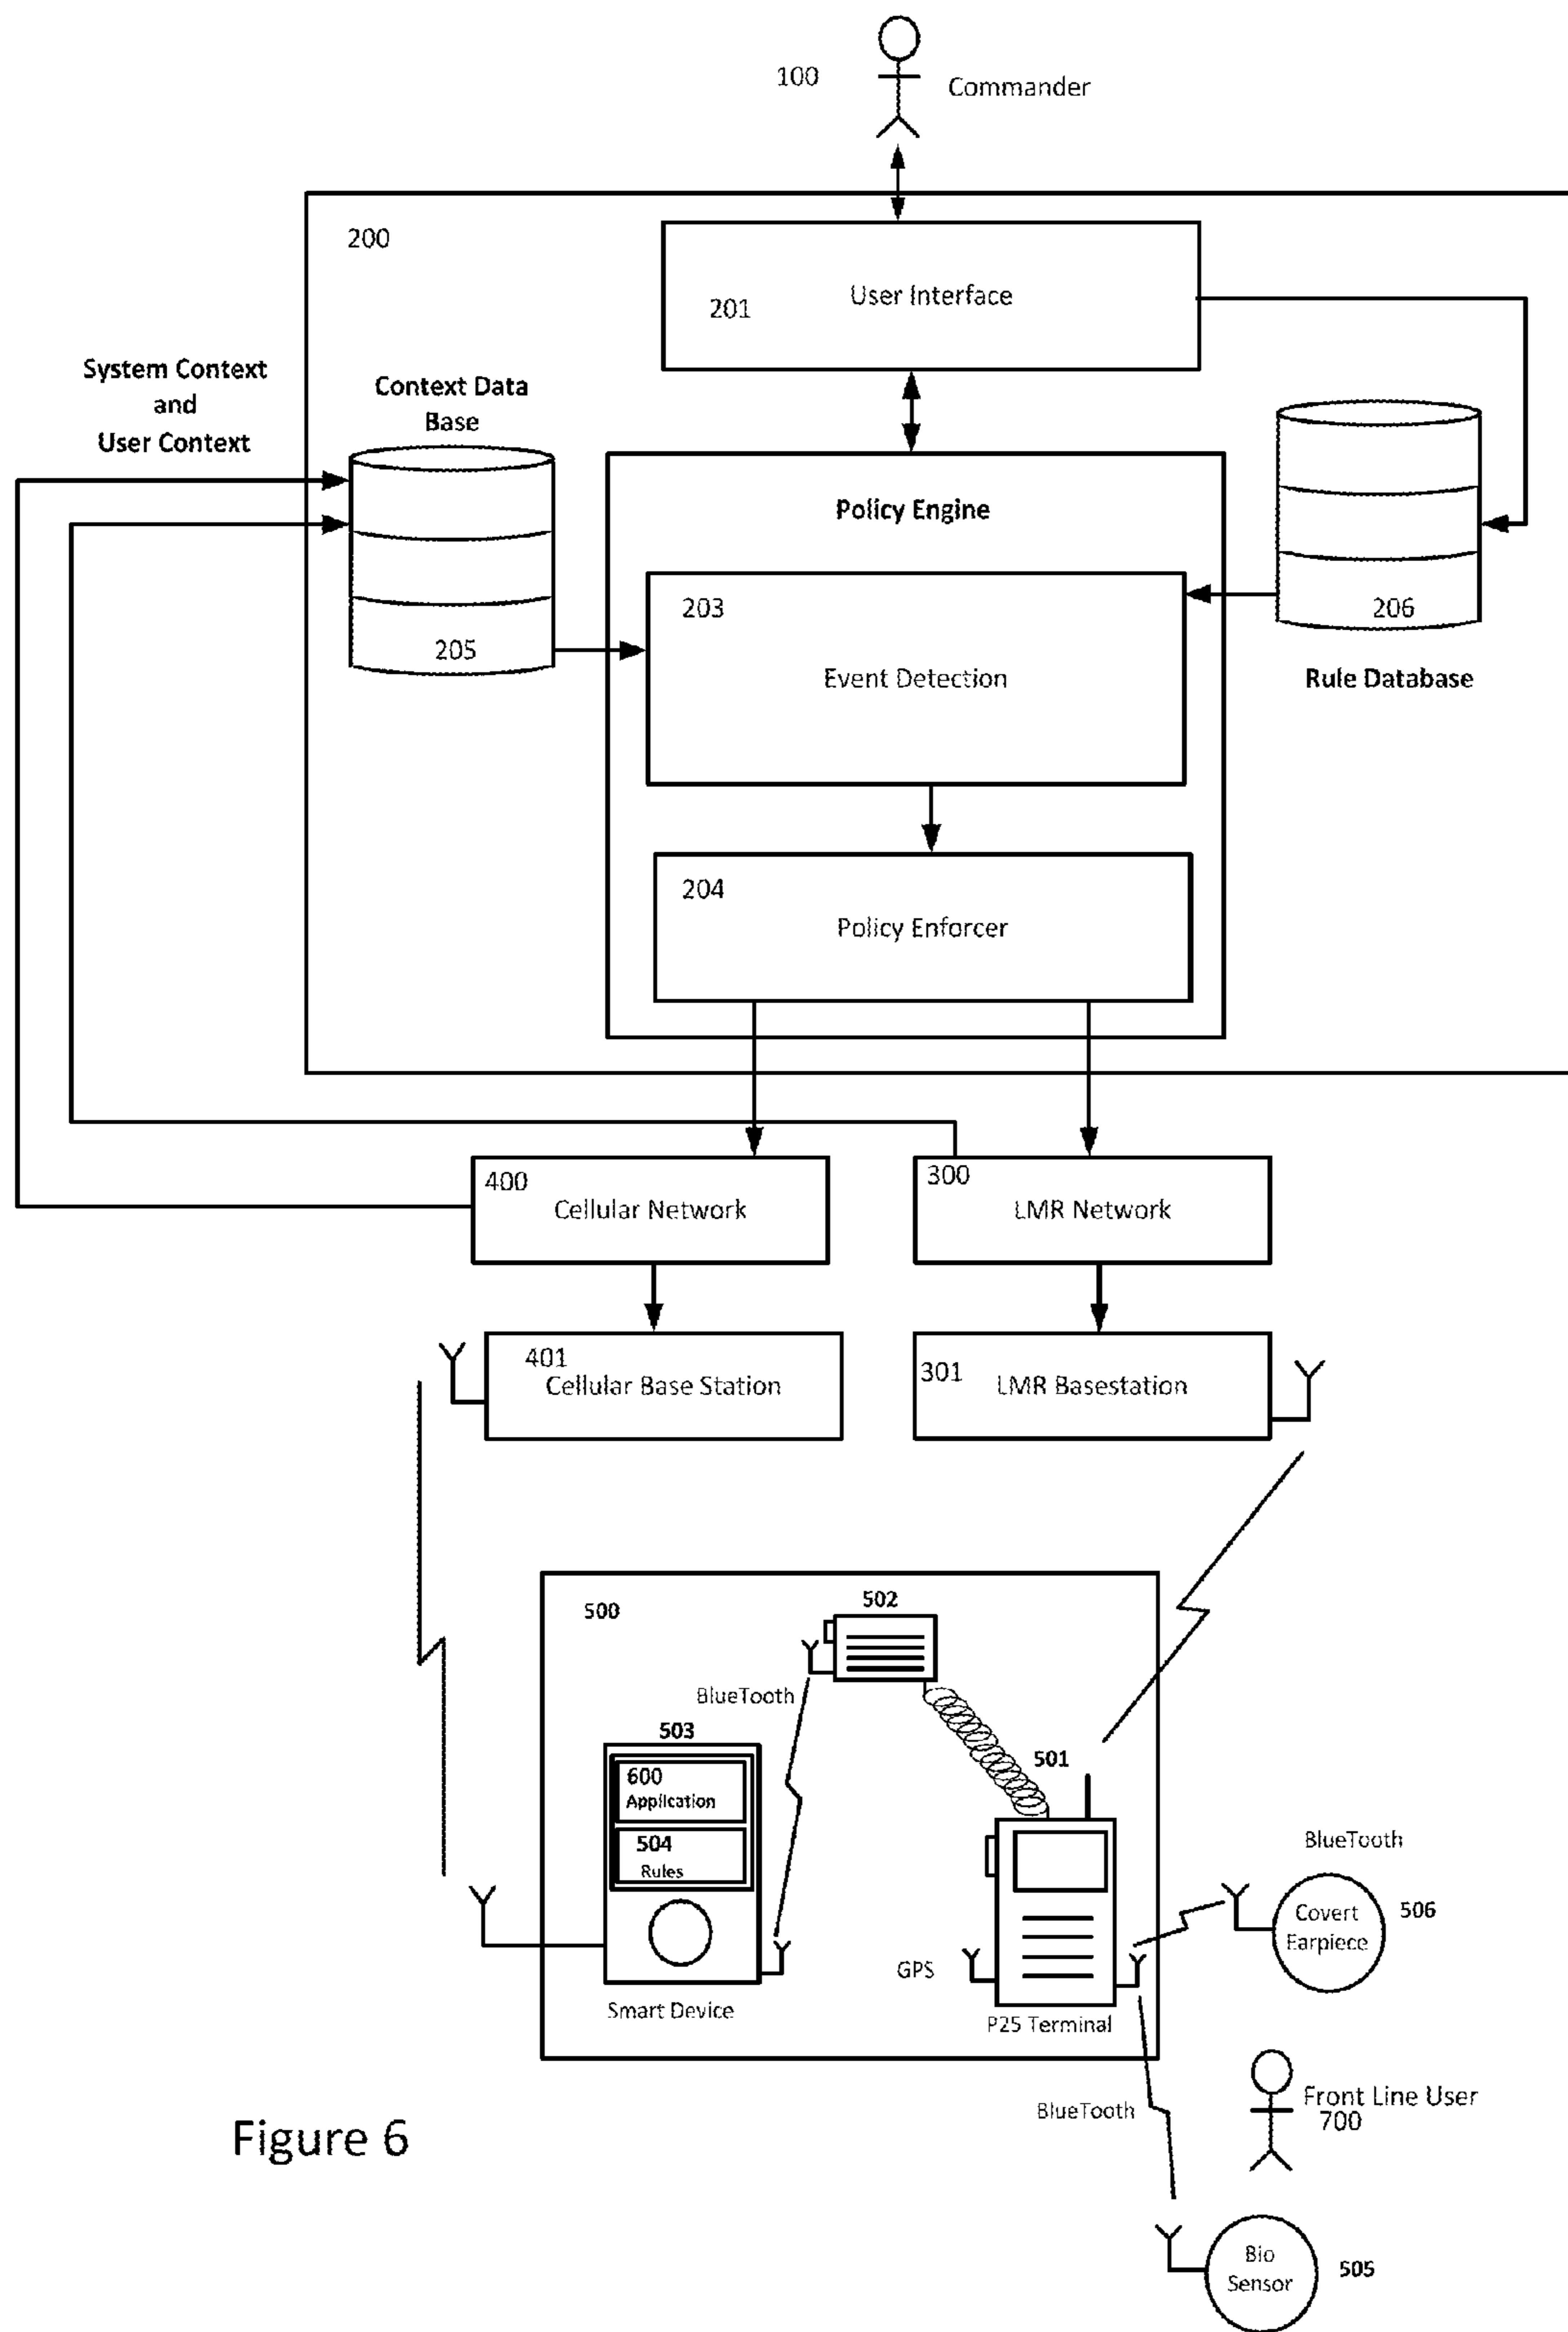 100
Commander
200
201
User Interface
System Context
and
User Context
Context Data
Base
205
Policy Engine
203
Event Detection
206
Rule Database
204
Policy Enforcer
400
Cellular Network
300
LMR Network
401
Cellular Base Station
301
LMR Basestation
500
502
BlueTooth
503
600
Application
504
Rules
Smart Device
501
GPS
P25 Terminal
BlueTooth
Covert
Earpiece
506
BlueTooth
Front Line User
700
Bio
Sensor
505
Figure 6